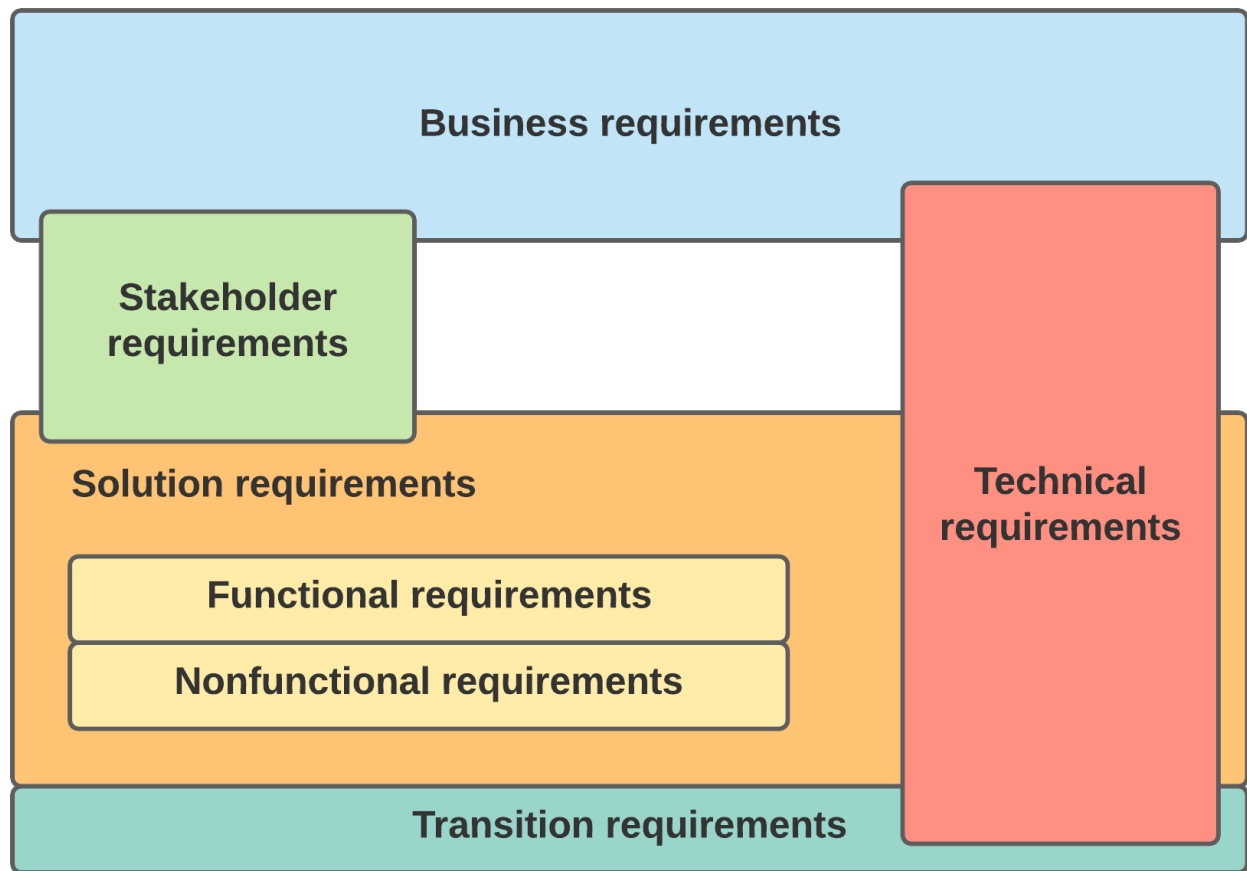 Business requirements
Stakeholder
requirements
Solution requirements
Technical
requirements
Functional requirements
Nonfunctional requirements
Transition requirements